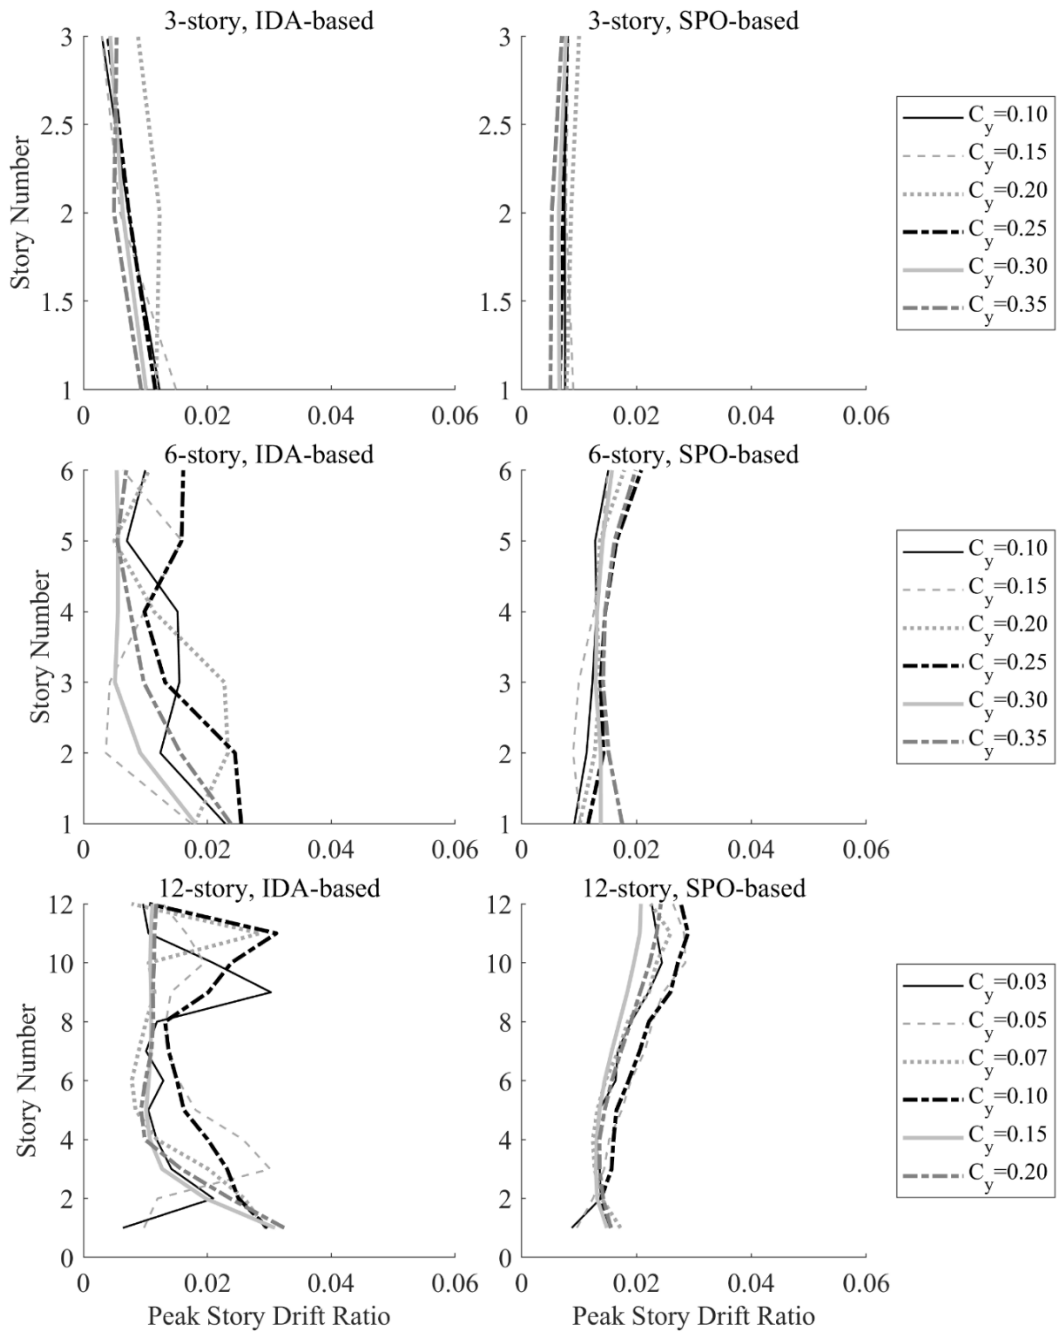 3-story, IDA-based
3-story, SPO-based
3
2.5
2
1.5
1
Story Number
0
0.02
0.04
0.06
0
0.02
0.04
0.06
C_y=0.10
C_y=0.15
C_y=0.20
C_y=0.25
C_y=0.30
C_y=0.35
6-story, IDA-based
6-story, SPO-based
6
5
4
3
2
1
Story Number
0
0.02
0.04
0.06
0
0.02
0.04
0.06
C_y=0.10
C_y=0.15
C_y=0.20
C_y=0.25
C_y=0.30
C_y=0.35
12-story, IDA-based
12-story, SPO-based
12
10
8
6
4
2
0
Story Number
0
0.02
0.04
0.06
0
0.02
0.04
0.06
Peak Story Drift Ratio
Peak Story Drift Ratio
C_y=0.03
C_y=0.05
C_y=0.07
C_y=0.10
C_y=0.15
C_y=0.20